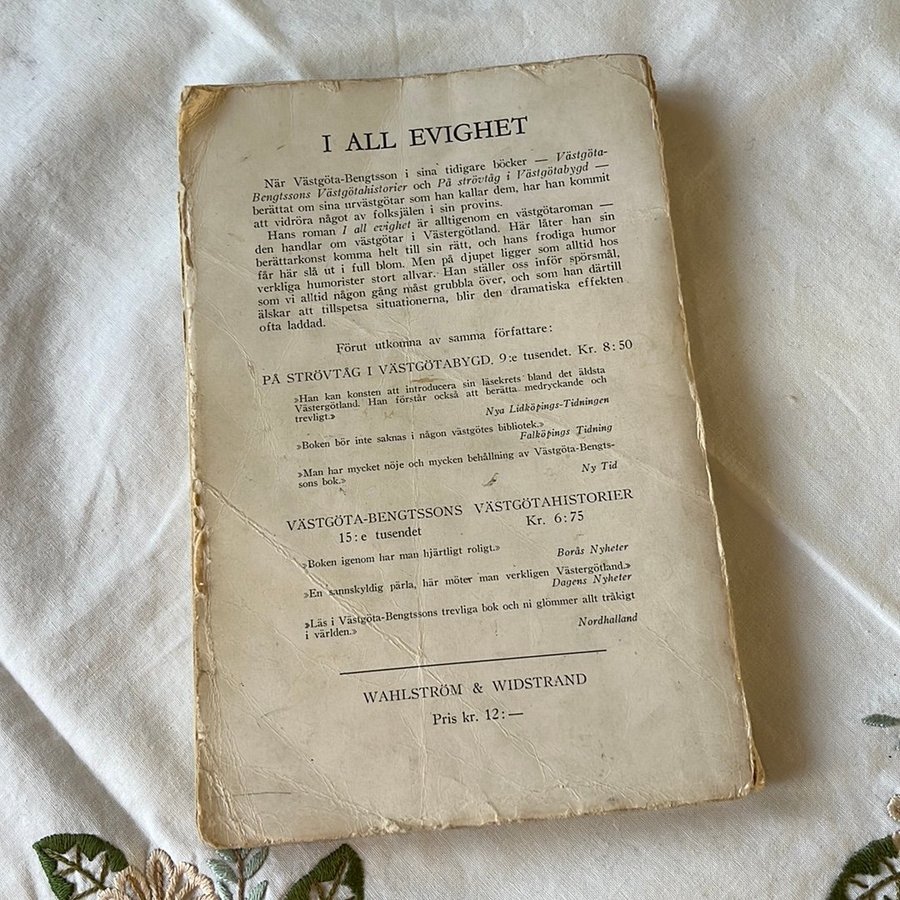 I ALL EVIGHET
När Västgöta-Bengtsson i sina tidigare böcker — Västgöta-
Bengtssons Västgötahistorier och På strövtåg i Västgötabygd —
berättat om sina urvästgötar som han kallar dem, har han kommit
att vidröra något av folksjälen i sin provins.
Hans roman I all evighet är alltigenom en västgötaroman —
den handlar om västgötar i Västergötland. Här låter han sin
berättarkonst komma helt till sin rätt, och hans frodiga humor
får här slå ut i full blom. Men på djupet ligger som alltid hos
verkliga humorister stort allvar. Han ställer oss inför spörsmål,
som vi alltid någon gång måst grubbla över, och som han därtill
älskar att tillspetsa situationerna, blir den dramatiska effekten
ofta laddad.
Förut utkomna av samma författare:
PÅ STRÖVTÅG I VÄSTGÖTABYGD. 9:e tusendet. Kr. 8:50
»Han kan konsten att introducera sin läsekrets bland det äldsta
Västergötland. Han förstår också att berätta medryckande och
trevligt.»
Nya Lidköpings-Tidningen
»Boken bör inte saknas i någon västgötes bibliotek.»
Falköpings Tidning
»Man har mycket nöje och mycken behållning av Västgöta-Bengts-
sons bok.»
Ny Tid
VÄSTGÖTA-BENGTSSONS VÄSTGÖTAHISTORIER
15:e tusendet Kr. 6:75
»Boken igenom har man hjärtligt roligt.»
Borås Nyheter
»En sannskyldig pärla, här möter man verkligen Västergötland.»
Dagens Nyheter
»Läs i Västgöta-Bengtssons trevliga bok och ni glömmer allt tråkigt
i världen.»
Nordhalland
WAHLSTRÖM & WIDSTRAND
Pris kr. 12:—